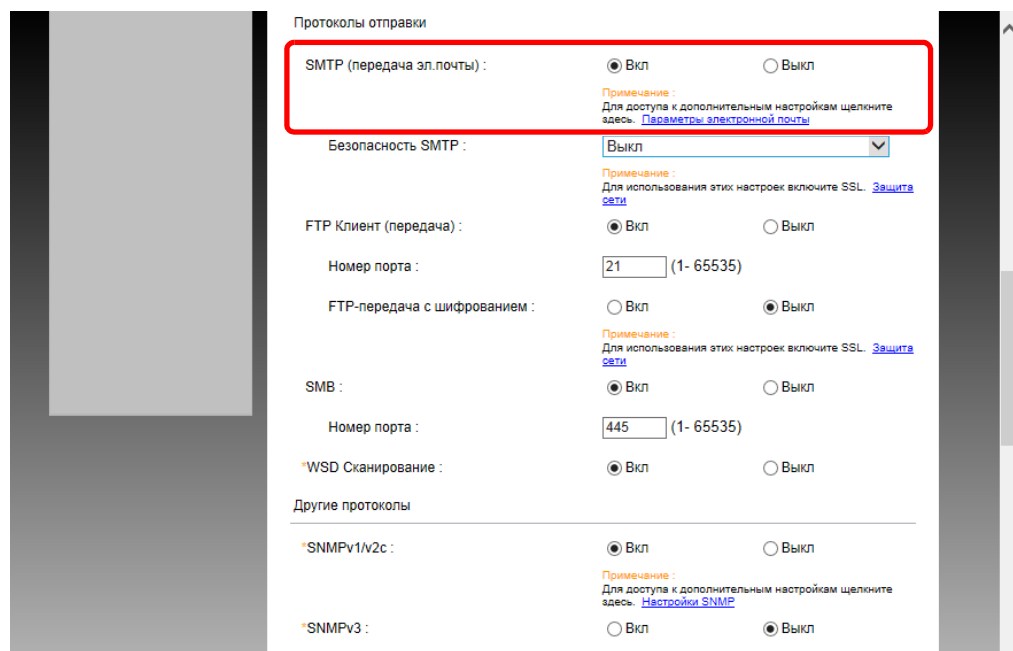 Протоколы отправки
SMTP (передача эл.почты) : Вкл Выкл
Примечание :
Для доступа к дополнительным настройкам щелкните
здесь. Параметры электронной почты
Безопасность SMTP : Выкл
Примечание :
Для использования этих настроек включите SSL. Защита
сети
FTP Клиент (передача) : Вкл Выкл
Номер порта : 21 (1- 65535)
FTP-передача с шифрованием : Вкл Выкл
Примечание :
Для использования этих настроек включите SSL. Защита
сети
SMB : Вкл Выкл
Номер порта : 445 (1- 65535)
*WSD Сканирование : Вкл Выкл
Другие протоколы
*SNMPv1/v2c : Вкл Выкл
Примечание :
Для доступа к дополнительным настройкам щелкните
здесь. Настройки SNMP
*SNMPv3 : Вкл Выкл